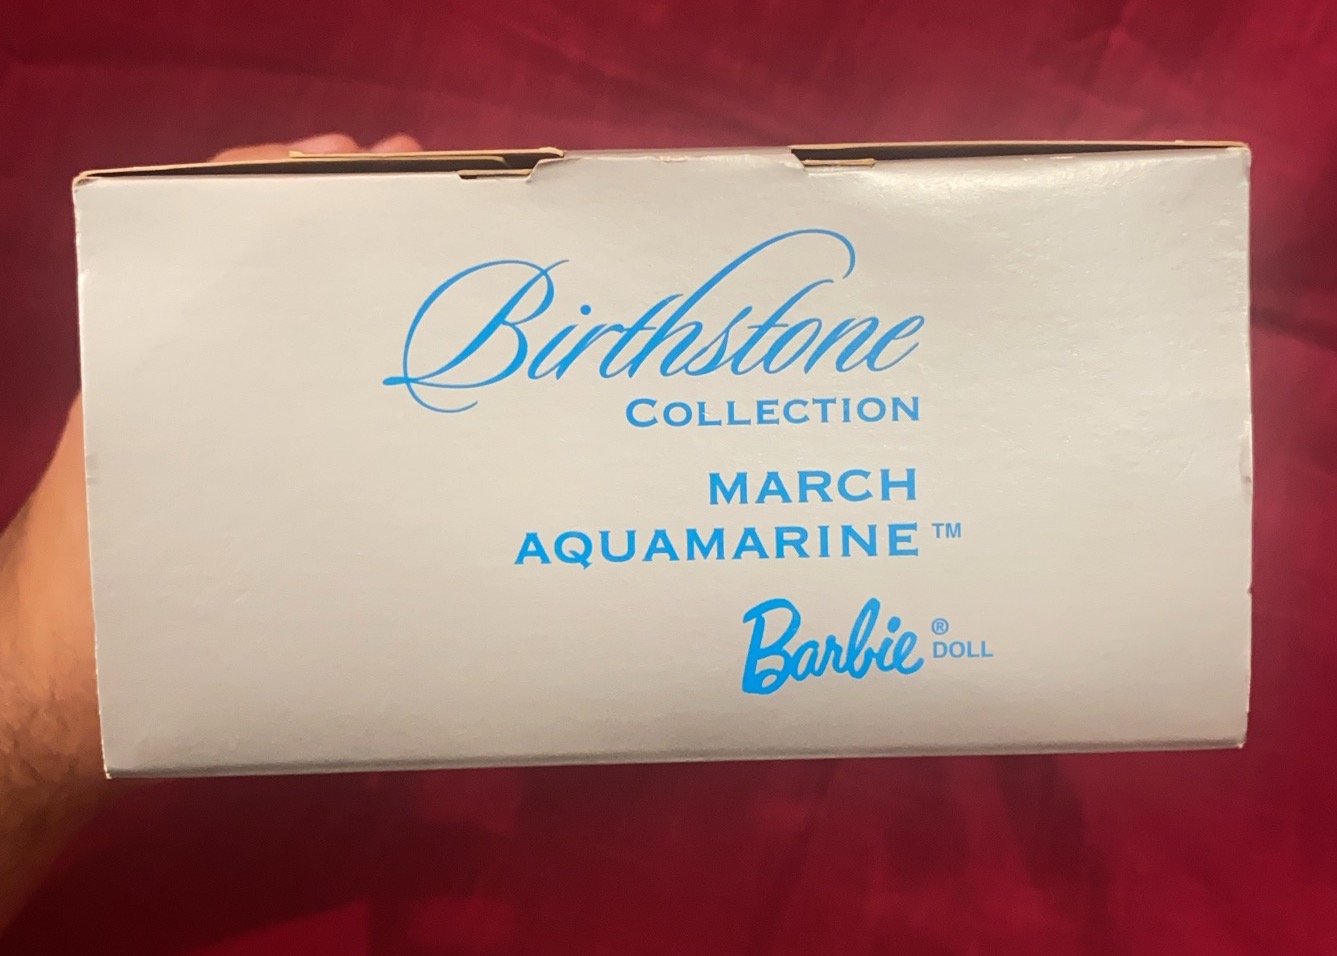 Birthstone
COLLECTION
MARCH
AQUAMARINE™
Barbie® DOLL